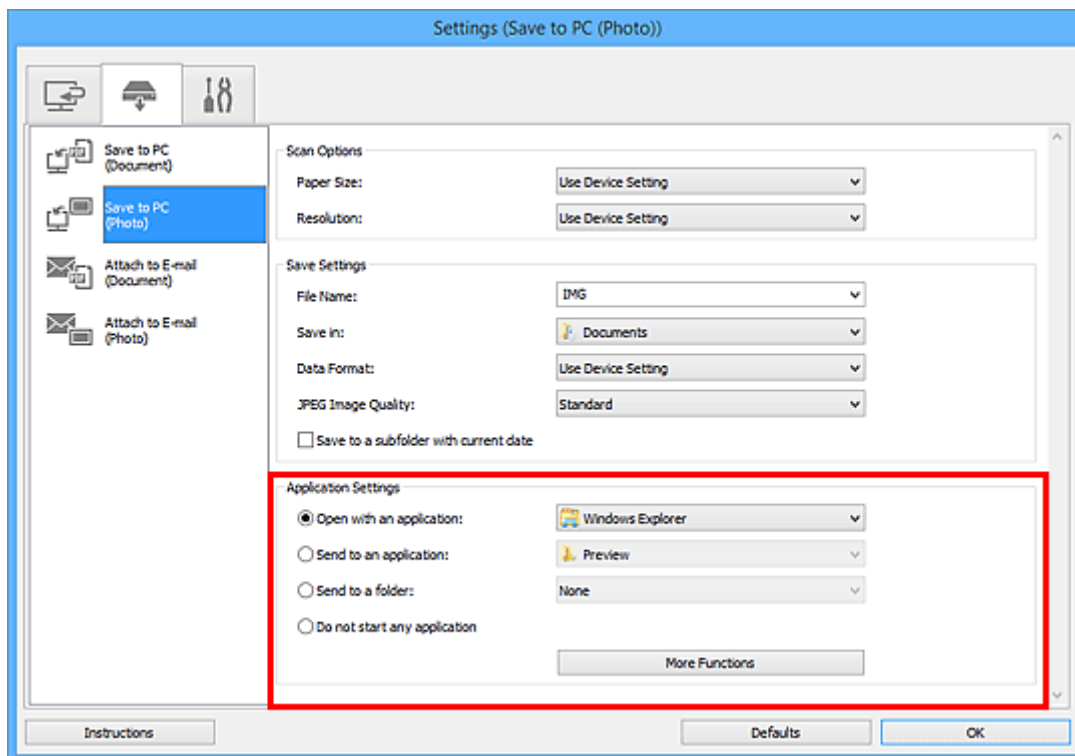 Settings (Save to PC (Photo))
Save to PC
(Document)
Save to PC
(Photo)
Attach to E-mail
(Document)
Attach to E-mail
(Photo)
Scan Options
Paper Size: Use Device Setting
Resolution: Use Device Setting
Save Settings
File Name: IMG
Save in: Documents
Data Format: Use Device Setting
JPEG Image Quality: Standard
Save to a subfolder with current date
Application Settings
Open with an application: Windows Explorer
Send to an application: Preview
Send to a folder: None
Do not start any application
More Functions
Instructions Defaults OK